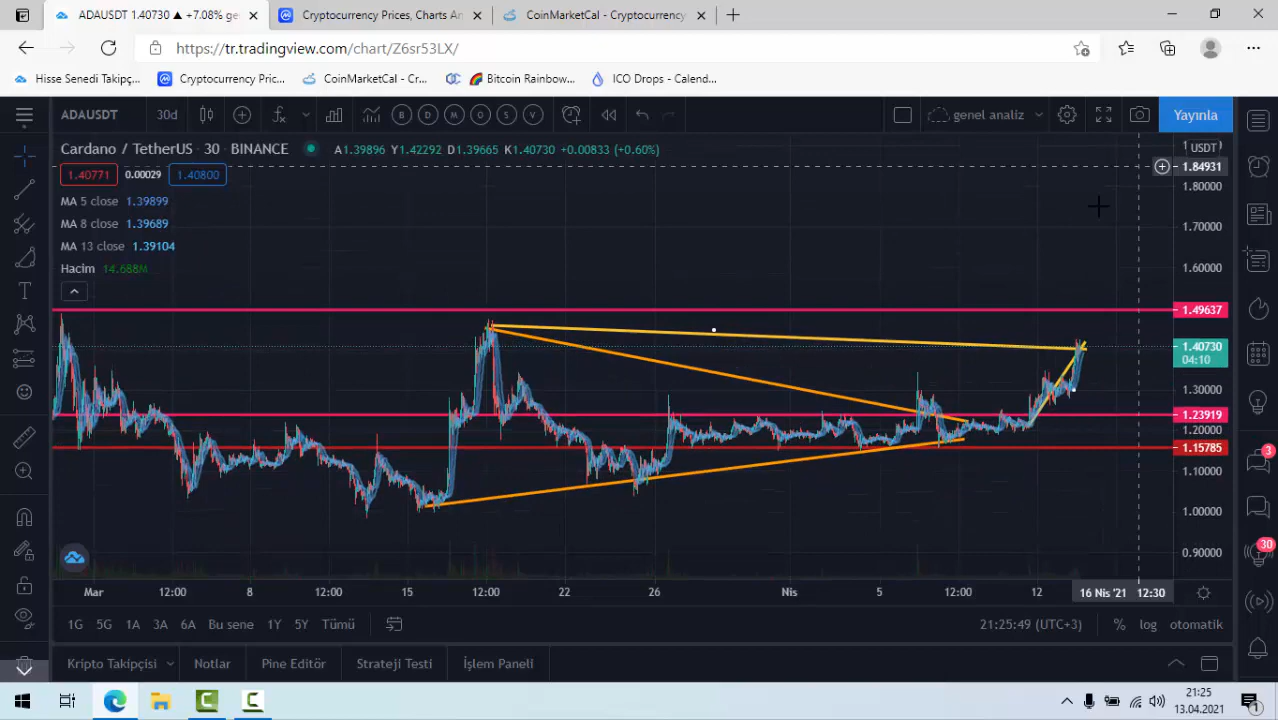 ADAUSDT 1.40730 ▲ +7.08% ge
Cryptocurrency Prices, Charts An
CoinMarketCal - Cryptocurrency
https://tr.tradingview.com/chart/Z6sr53LX/
Hisse Senedi Takipç...
Cryptocurrency Pric...
CoinMarketCal - Cr...
Bitcoin Rainbow...
ICO Drops - Calend...
ADAUSDT
30d
B
D
M
O
S
V
genel analiz
Yayınla
Cardano / TetherUS · 30 · BINANCE
A1.39896 Y1.42292 D1.39665 K1.40730 +0.00833 (+0.60%)
USDT
1.40771
0.00029
1.40800
1.84931
1.80000
MA 5 close 1.39899
MA 8 close 1.39689
1.70000
MA 13 close 1.39104
Hacim 14.688M
1.60000
1.49637
1.40730
04:10
1.30000
1.23919
1.20000
1.15785
1.10000
1.00000
0.90000
3
30
Mar
12:00
8
12:00
15
12:00
22
26
Nis
5
12:00
12
16 Nis '21 12:30
1G
5G
1A
3A
6A
Bu sene
1Y
5Y
Tümü
21:25:49 (UTC+3)
%
log
otomatik
Kripto Takipçisi
Notlar
Pine Editör
Strateji Testi
İşlem Paneli
21:25
13.04.2021
1